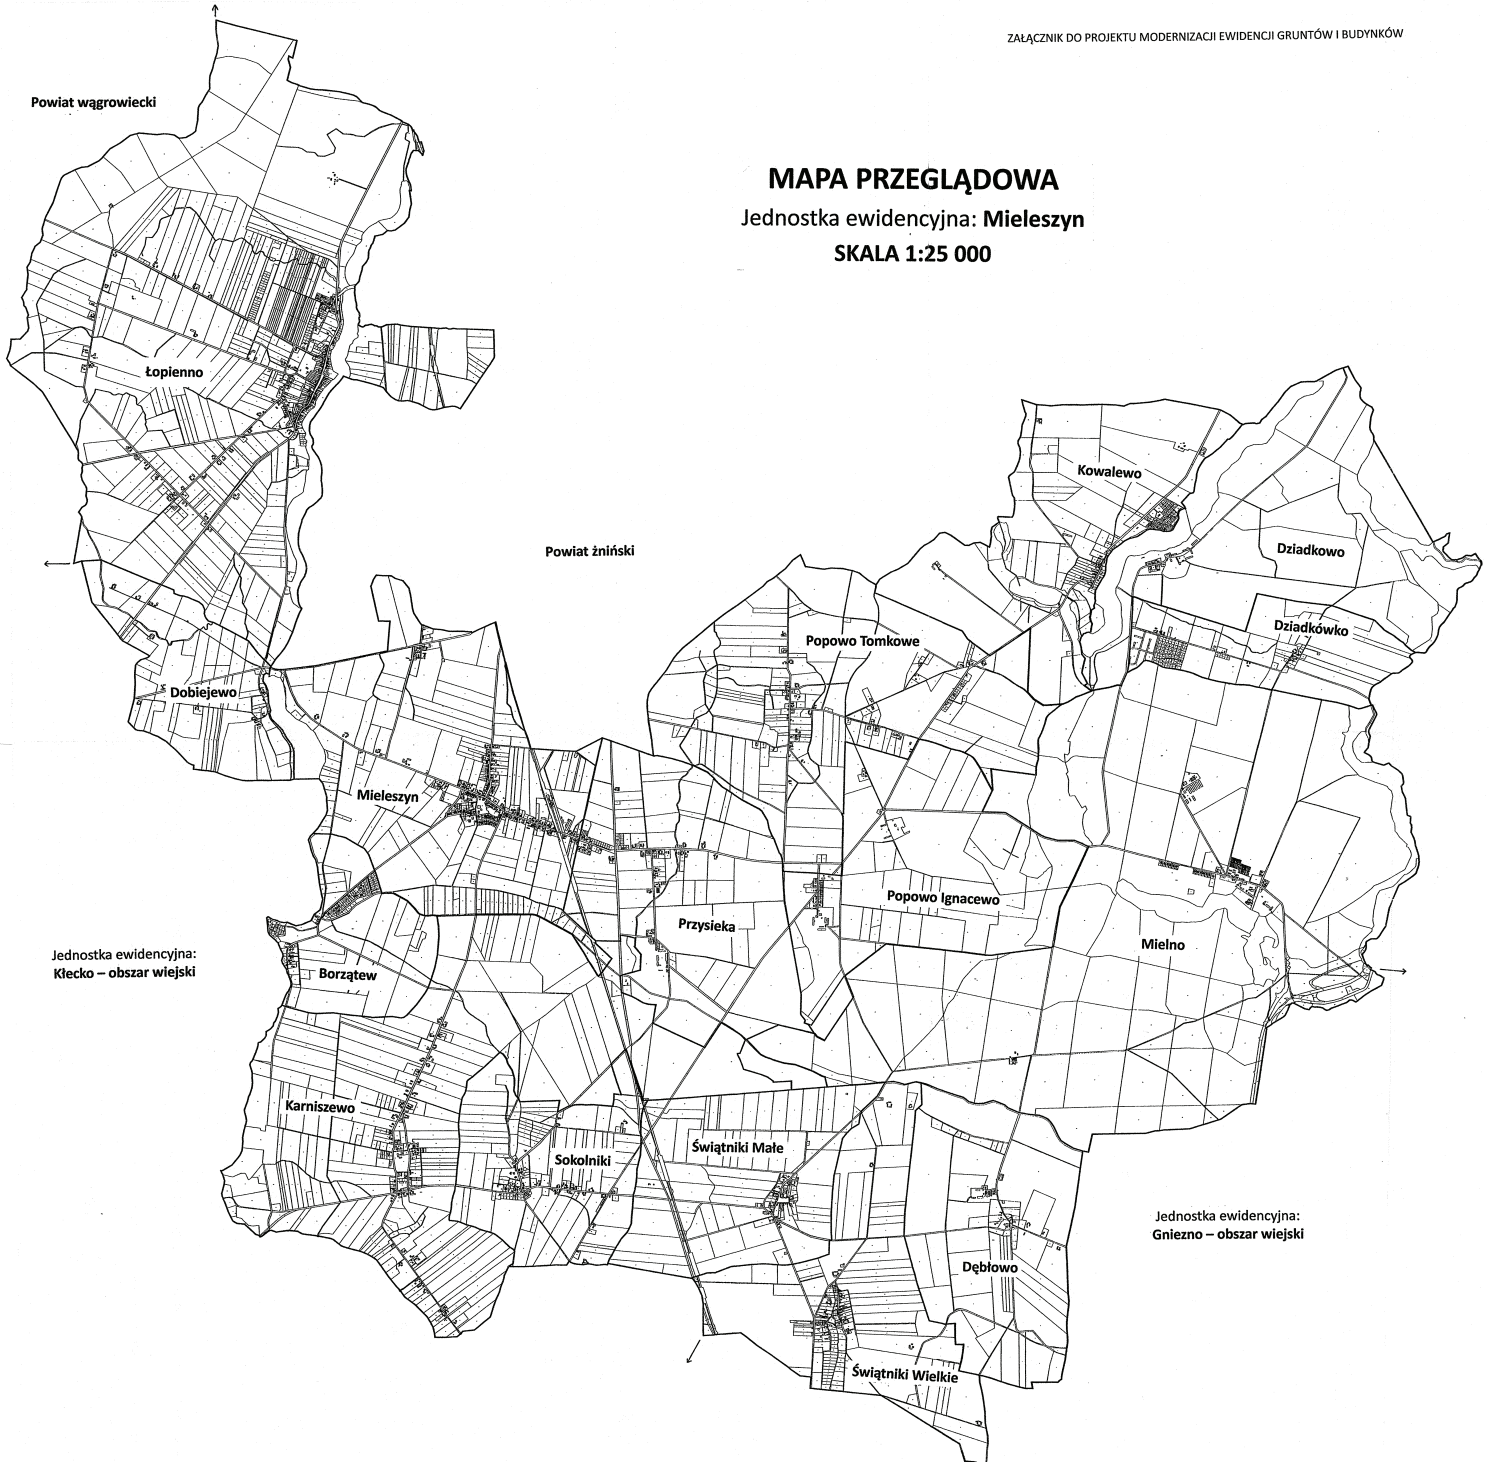 ZAŁĄCZNIK DO PROJEKTU MODERNIZACJI EWIDENCJI GRUNTÓW I BUDYNKÓW
Powiat wągrowiecki
MAPA PRZEGLĄDOWA
Jednostka ewidencyjna: Mieleszyn
SKALA 1:25 000
Łopienno
Kowalewo
Powiat żniński
Dziadkowo
Dziadkówko
Popowo Tomkowe
Dobiejewo
Mieleszyn
Popowo Ignacewo
Przysieka
Mielno
Jednostka ewidencyjna:
Kłecko – obszar wiejski
Borzątew
Karniszewo
Świątniki Małe
Sokolniki
Jednostka ewidencyjna:
Gniezno – obszar wiejski
Dębłowo
Świątniki Wielkie